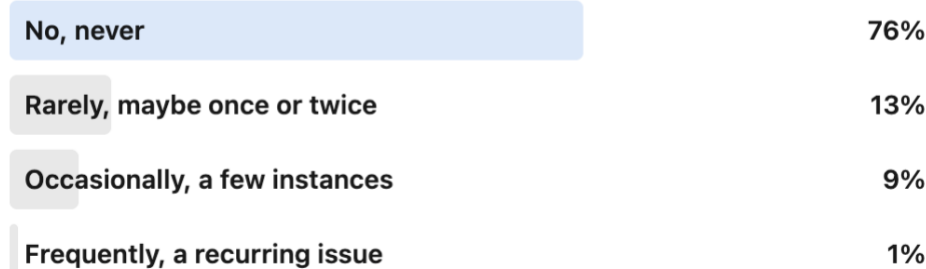 No, never 76%
Rarely, maybe once or twice 13%
Occasionally, a few instances 9%
Frequently, a recurring issue 1%